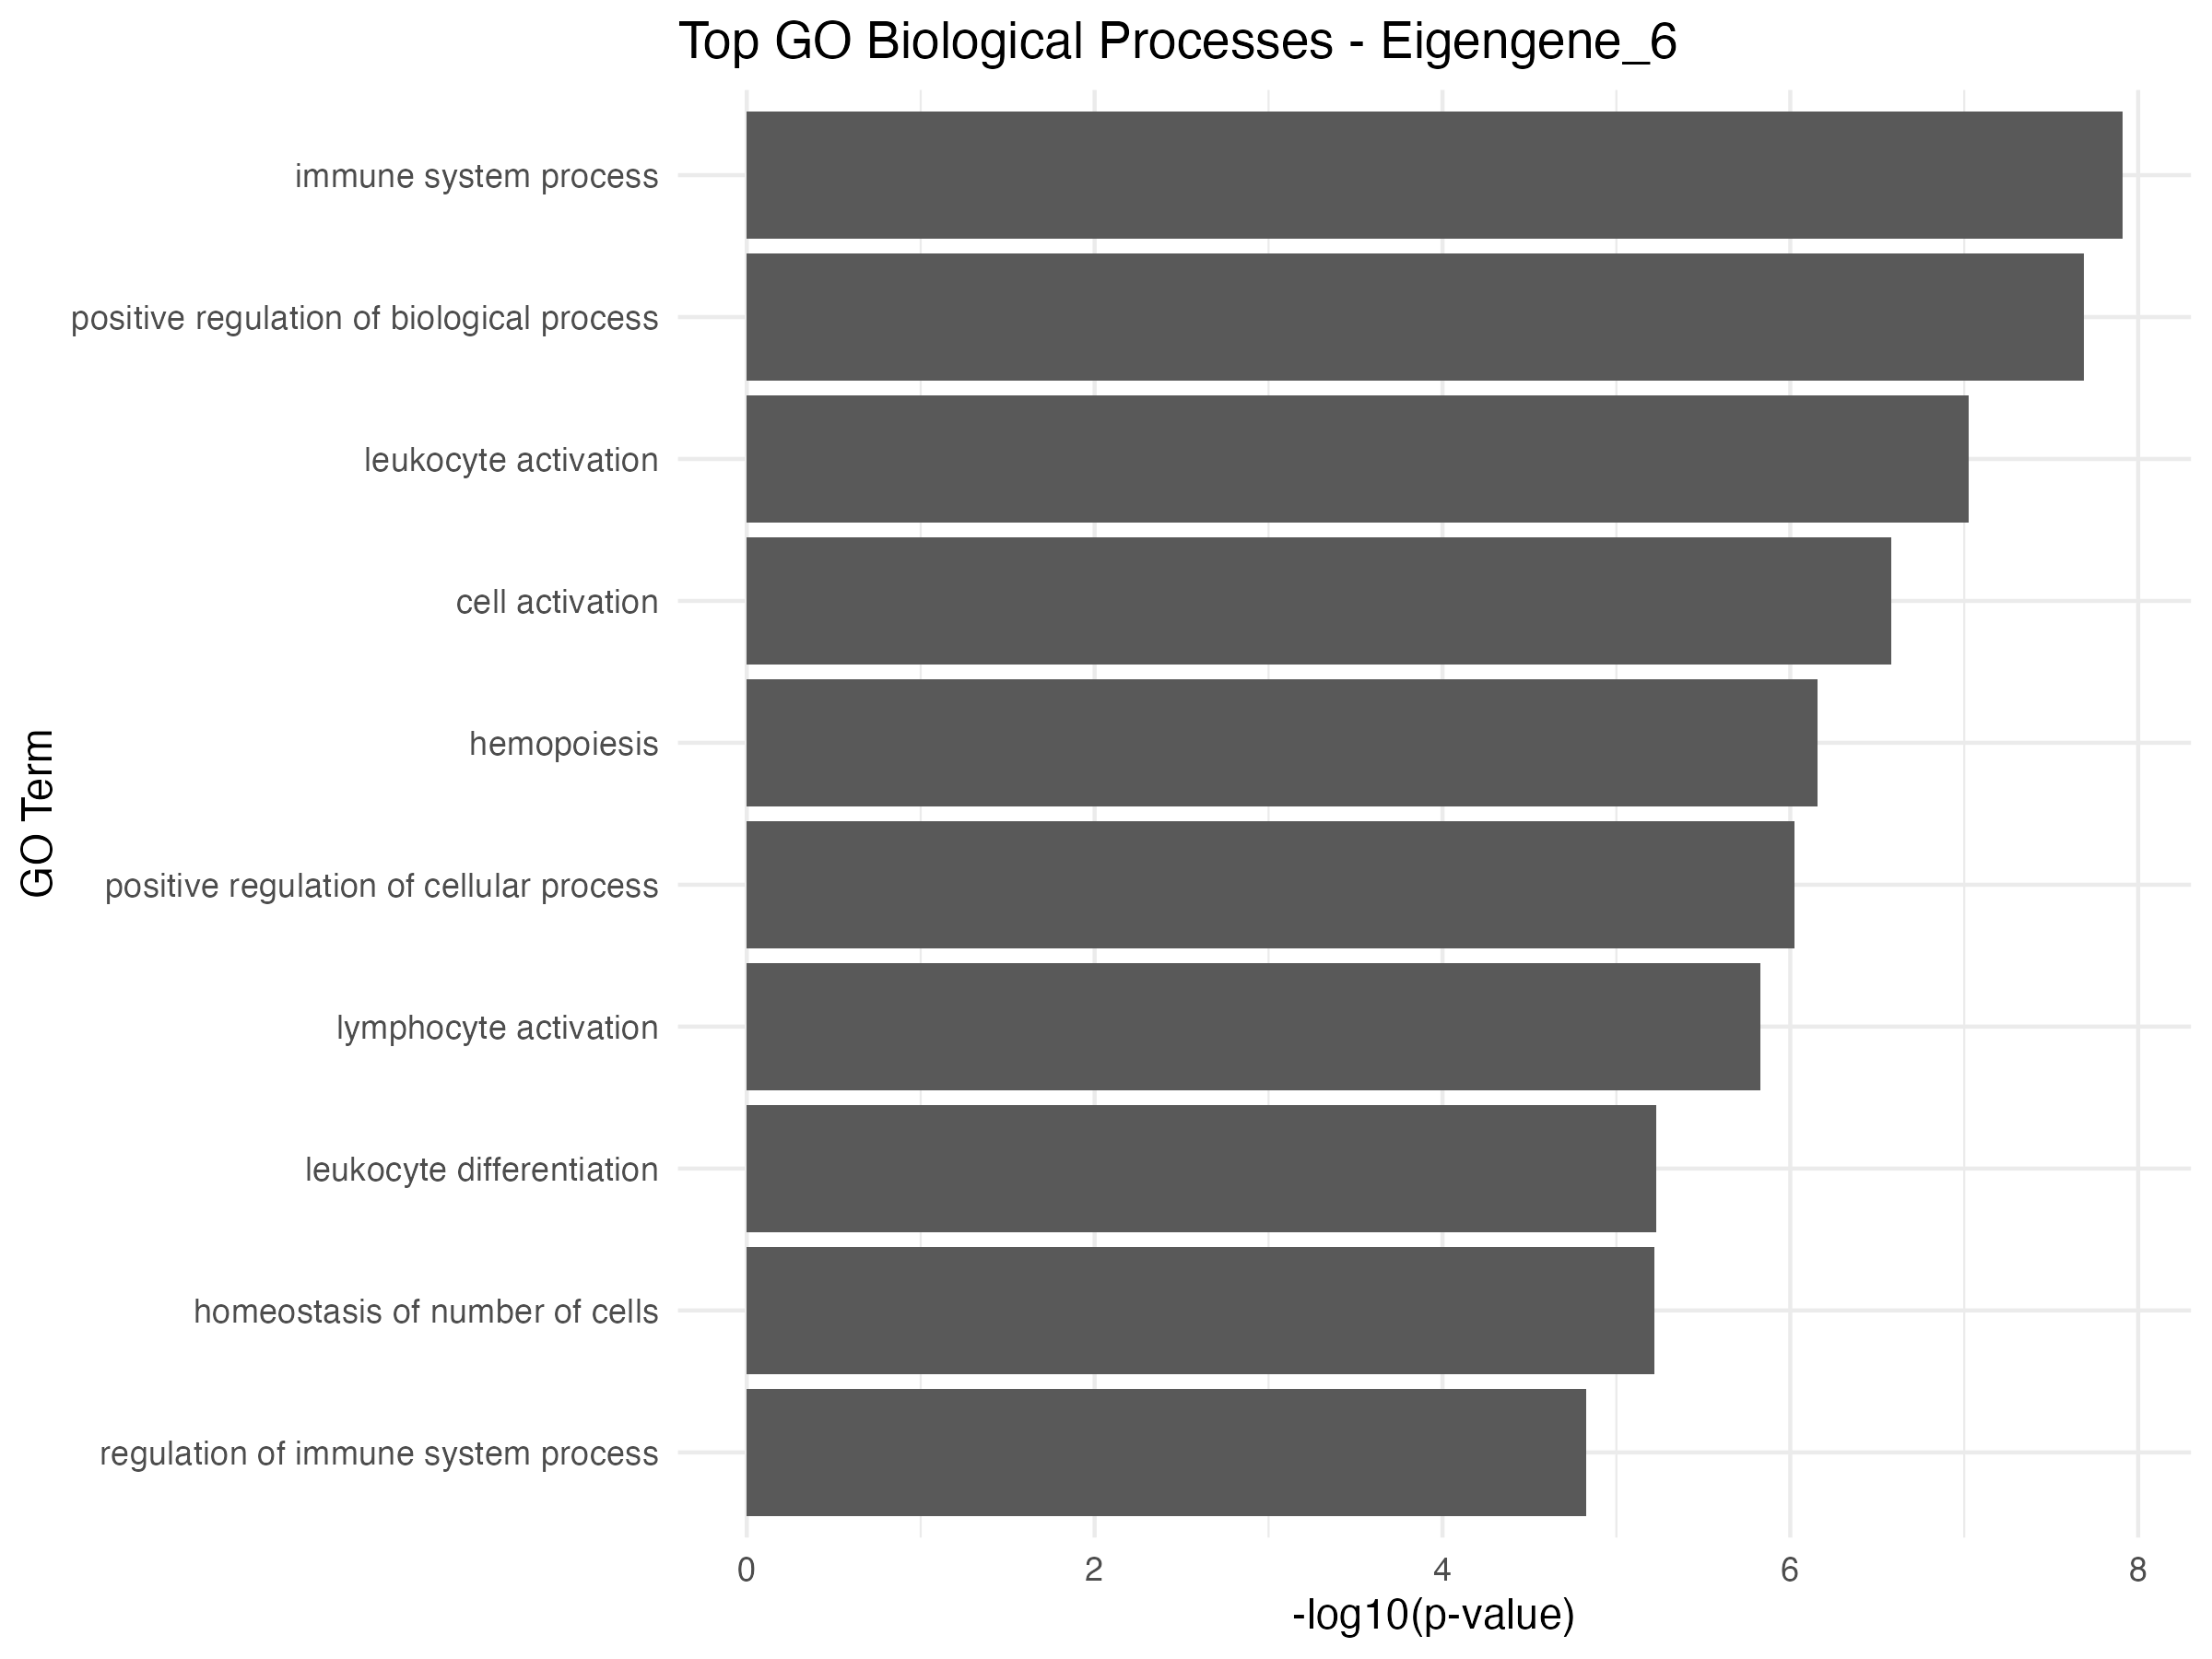 Top GO Biological Processes - Eigengene_6
immune system process
positive regulation of biological process
leukocyte activation
cell activation
hemopoiesis
positive regulation of cellular process
lymphocyte activation
leukocyte differentiation
homeostasis of number of cells
regulation of immune system process
GO Term
0 2 4 6 8
-log10(p-value)